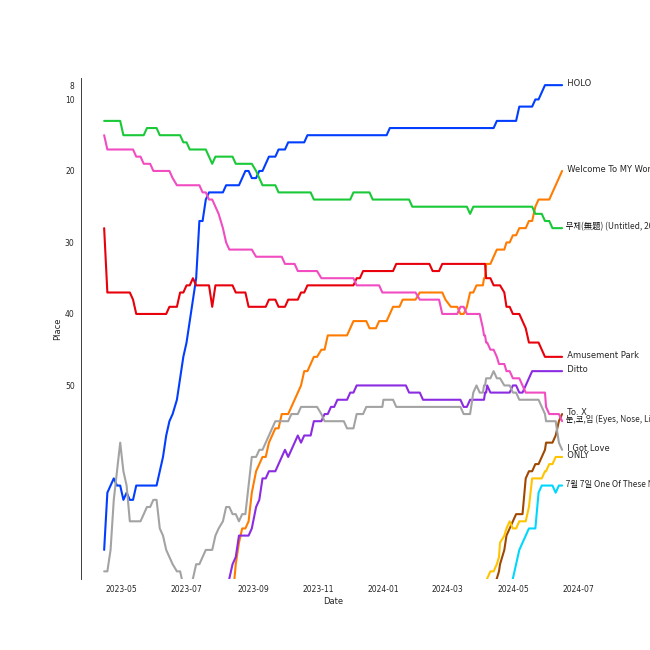 8
10
20
30
40
50
Place
HOLO
Welcome To MY Wor
무제(無題) (Untitled, 20
Amusement Park
Ditto
To. X
눈,코,입 (Eyes, Nose, Li
I Got Love
ONLY
7월 7일 One Of These N
2023-05
2023-07
2023-09
2023-11
2024-01
2024-03
2024-05
2024-07
Date